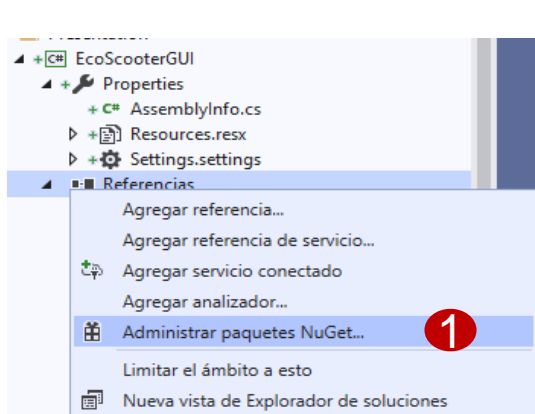 Presentation
+ C# EcoScooterGUI
+ Properties
+ C# AssemblyInfo.cs
+ Resources.resx
+ Settings.settings
Referencias
Agregar referencia...
Agregar referencia de servicio...
Agregar servicio conectado
Agregar analizador...
Administrar paquetes NuGet... 1
Limitar el ámbito a esto
Nueva vista de Explorador de soluciones